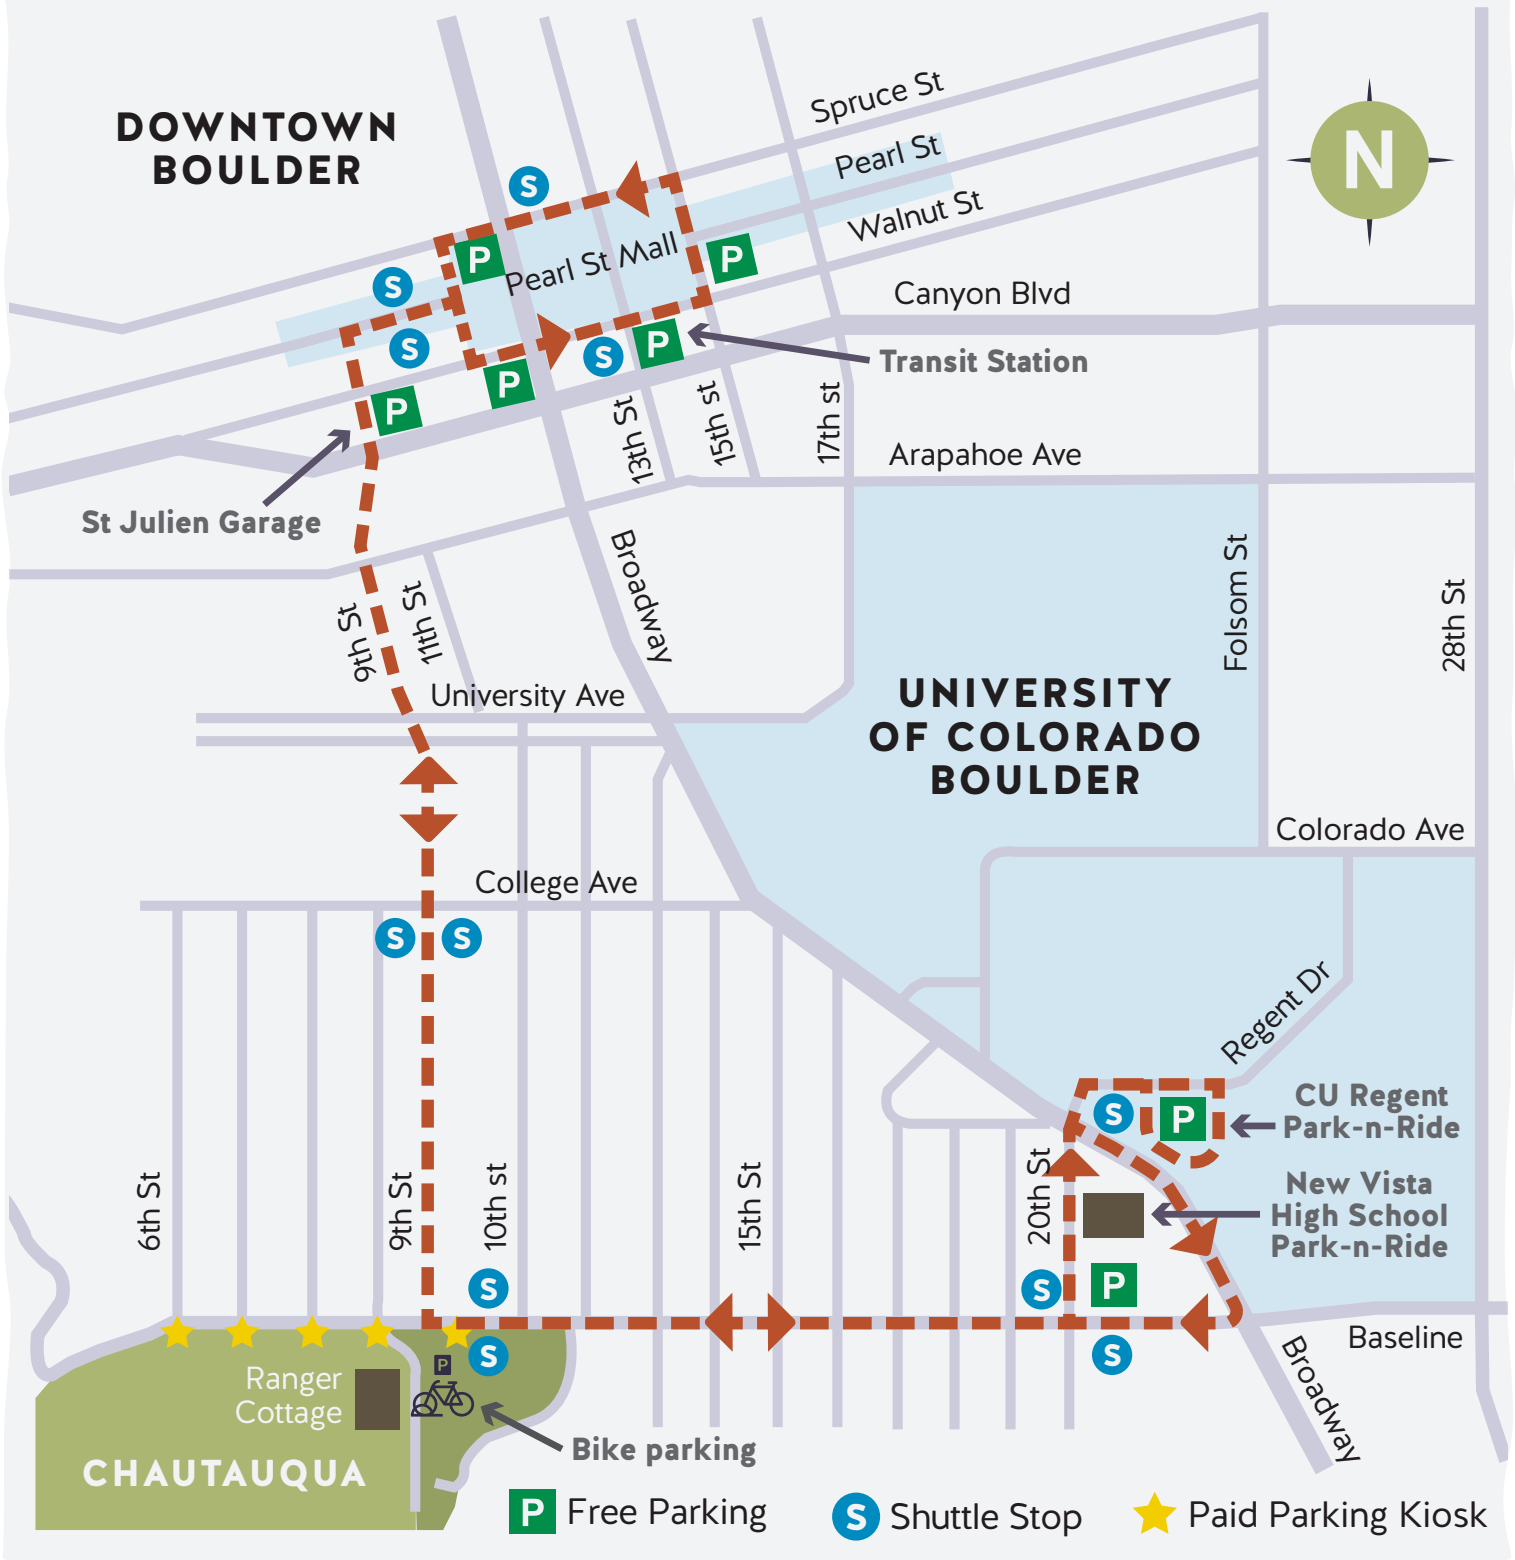 DOWNTOWN
BOULDER
Spruce St
Pearl St
Walnut St
N
S
Pearl St Mall
P
P
S
S
Canyon Blvd
S
P
Transit Station
P
P
13th St
15th st
17th st
Arapahoe Ave
St Julien Garage
Broadway
Folsom St
28th St
9th St
11th St
University Ave
UNIVERSITY
OF COLORADO
BOULDER
Colorado Ave
College Ave
S
S
Regent Dr
CU Regent
Park-n-Ride
S
P
New Vista
High School
Park-n-Ride
6th St
9th St
10th st
15th St
20th St
S
S
P
S
S
Baseline
Broadway
P
Ranger
Cottage
Bike parking
CHAUTAUQUA
P Free Parking
S Shuttle Stop
Paid Parking Kiosk